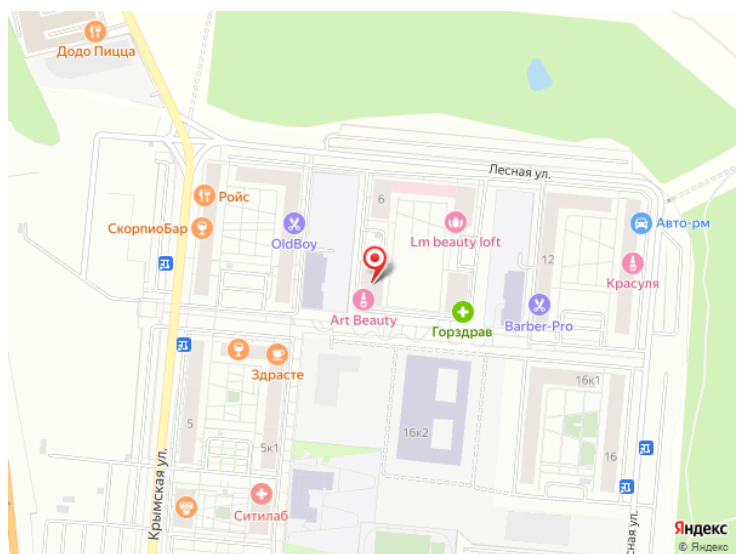 Додо Пицца
Лесная ул.
Ройс
6
СкорпиоБар
OldBoy
Lm beauty loft
Авто-рм
12
Красуля
Art Beauty
Горздрав
Barber-Pro
Здрасте
16к1
5
16к2
5к1
16
Крымская ул.
Ситилаб
сная ул.
Яндекс
© Яндекс